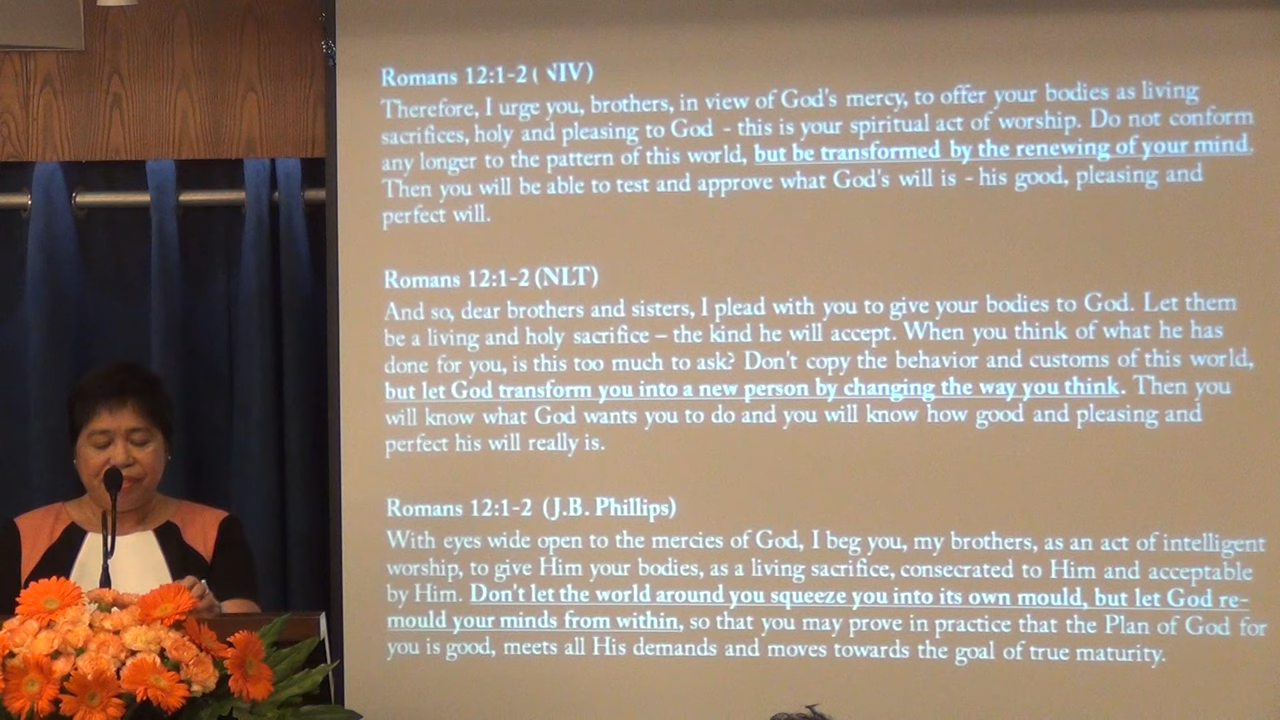 Romans 12:1-2 ( NIV)
Therefore, I urge you, brothers, in view of God's mercy, to offer your bodies as living
sacrifices, holy and pleasing to God - this is your spiritual act of worship. Do not conform
any longer to the pattern of this world, but be transformed by the renewing of your mind.
Then you will be able to test and approve what God's will is - his good, pleasing and
perfect will.
Romans 12:1-2 (NLT)
And so, dear brothers and sisters, I plead with you to give your bodies to God. Let them
be a living and holy sacrifice – the kind he will accept. When you think of what he has
done for you, is this too much to ask? Don't copy the behavior and customs of this world,
but let God transform you into a new person by changing the way you think. Then you
will know what God wants you to do and you will know how good and pleasing and
perfect his will really is.
Romans 12:1-2 (J.B. Phillips)
With eyes wide open to the mercies of God, I beg you, my brothers, as an act of intelligent
worship, to give Him your bodies, as a living sacrifice, consecrated to Him and acceptable
by Him. Don't let the world around you squeeze you into its own mould, but let God re-
mould your minds from within, so that you may prove in practice that the Plan of God for
you is good, meets all His demands and moves towards the goal of true maturity.